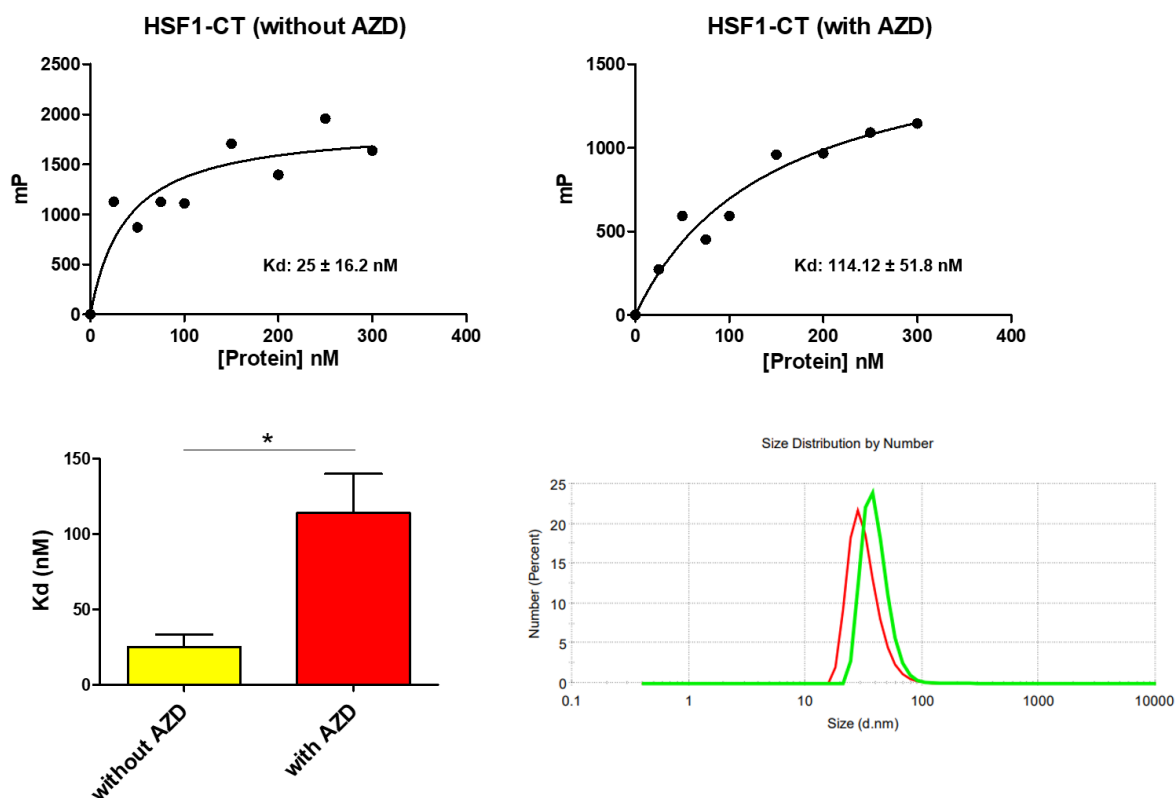 HSF1-CT (without AZD)
2500
2000
1500
1000
500
0
mP
0 100 200 300 400
[Protein] nM
Kd: 25 ± 16.2 nM
HSF1-CT (with AZD)
1500
1000
500
0
mP
0 100 200 300 400
[Protein] nM
Kd: 114.12 ± 51.8 nM
*
150
100
50
0
Kd (nM)
without AZD
with AZD
Size Distribution by Number
25
20
15
10
5
0
Number (Percent)
0.1 1 10 100 1000 10000
Size (d.nm)